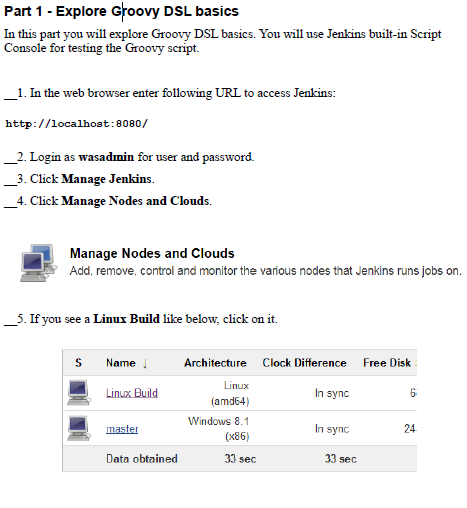 Part 1 - Explore Groovy DSL basics
In this part you will explore Groovy DSL basics. You will use Jenkins built-in Script
Console for testing the Groovy script.
__1. In the web browser enter following URL to access Jenkins:
http://localhost:8080/
__2. Login as wasadmin for user and password.
__3. Click Manage Jenkins.
__4. Click Manage Nodes and Clouds.
Manage Nodes and Clouds
Add, remove, control and monitor the various nodes that Jenkins runs jobs on.
__5. If you see a Linux Build like below, click on it.
S Name ↓ Architecture Clock Difference Free Disk
Linux Build Linux (amd64) In sync
master Windows 8.1 (x86) In sync 24
Data obtained 33 sec 33 sec